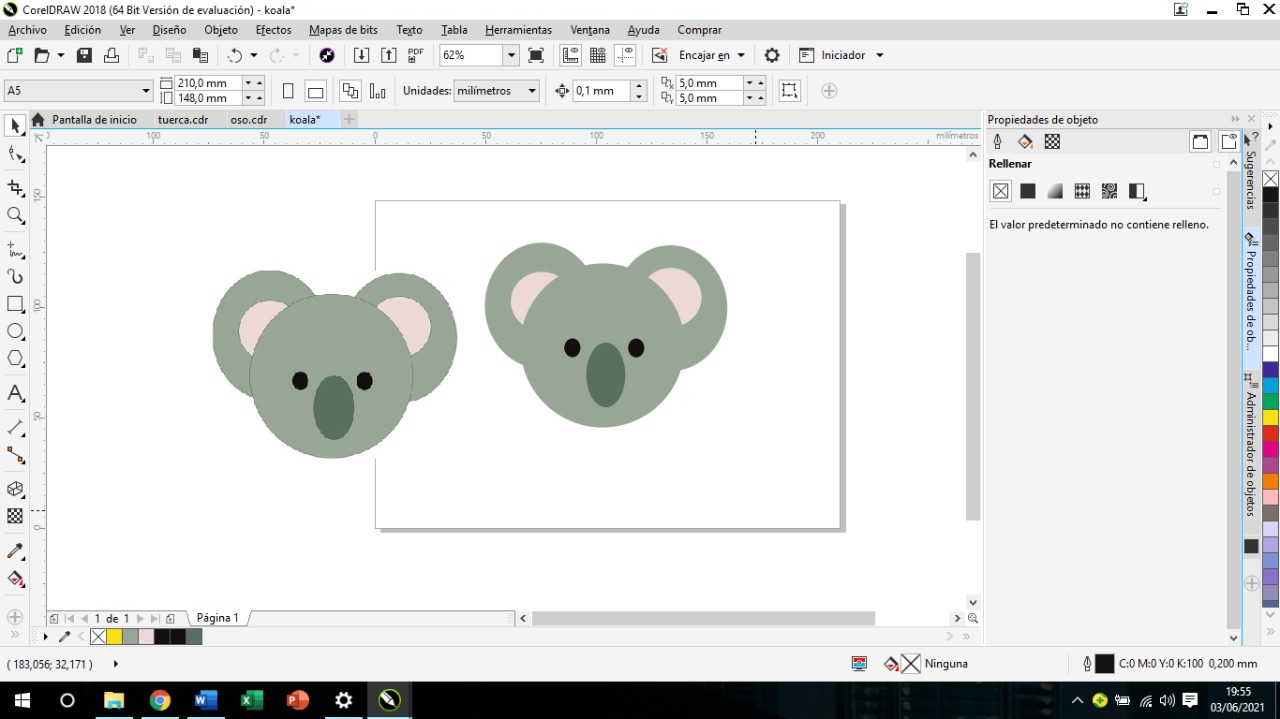 CorelDRAW 2018 (64 Bit Versión de evaluación) - koala*
Archivo Edición Ver Diseño Objeto Efectos Mapas de bits Texto Tabla Herramientas Ventana Ayuda Comprar
PDF 62% Encajar en Iniciador
A5 210,0 mm 148,0 mm Unidades: milímetros 0,1 mm 5,0 mm 5,0 mm
Pantalla de inicio tuerca.cdr oso.cdr koala*
100 50 0 50 100 150 200 milímetros
150
100
50
0
Propiedades de objeto
Rellenar
El valor predeterminado no contiene relleno.
Sugerencias
Propiedades de ob...
Administrador de objetos
1 de 1 Página 1
( 183,056; 32,171 ) Ninguna C:0 M:0 Y:0 K:100 0,200 mm
19:55
03/06/2021